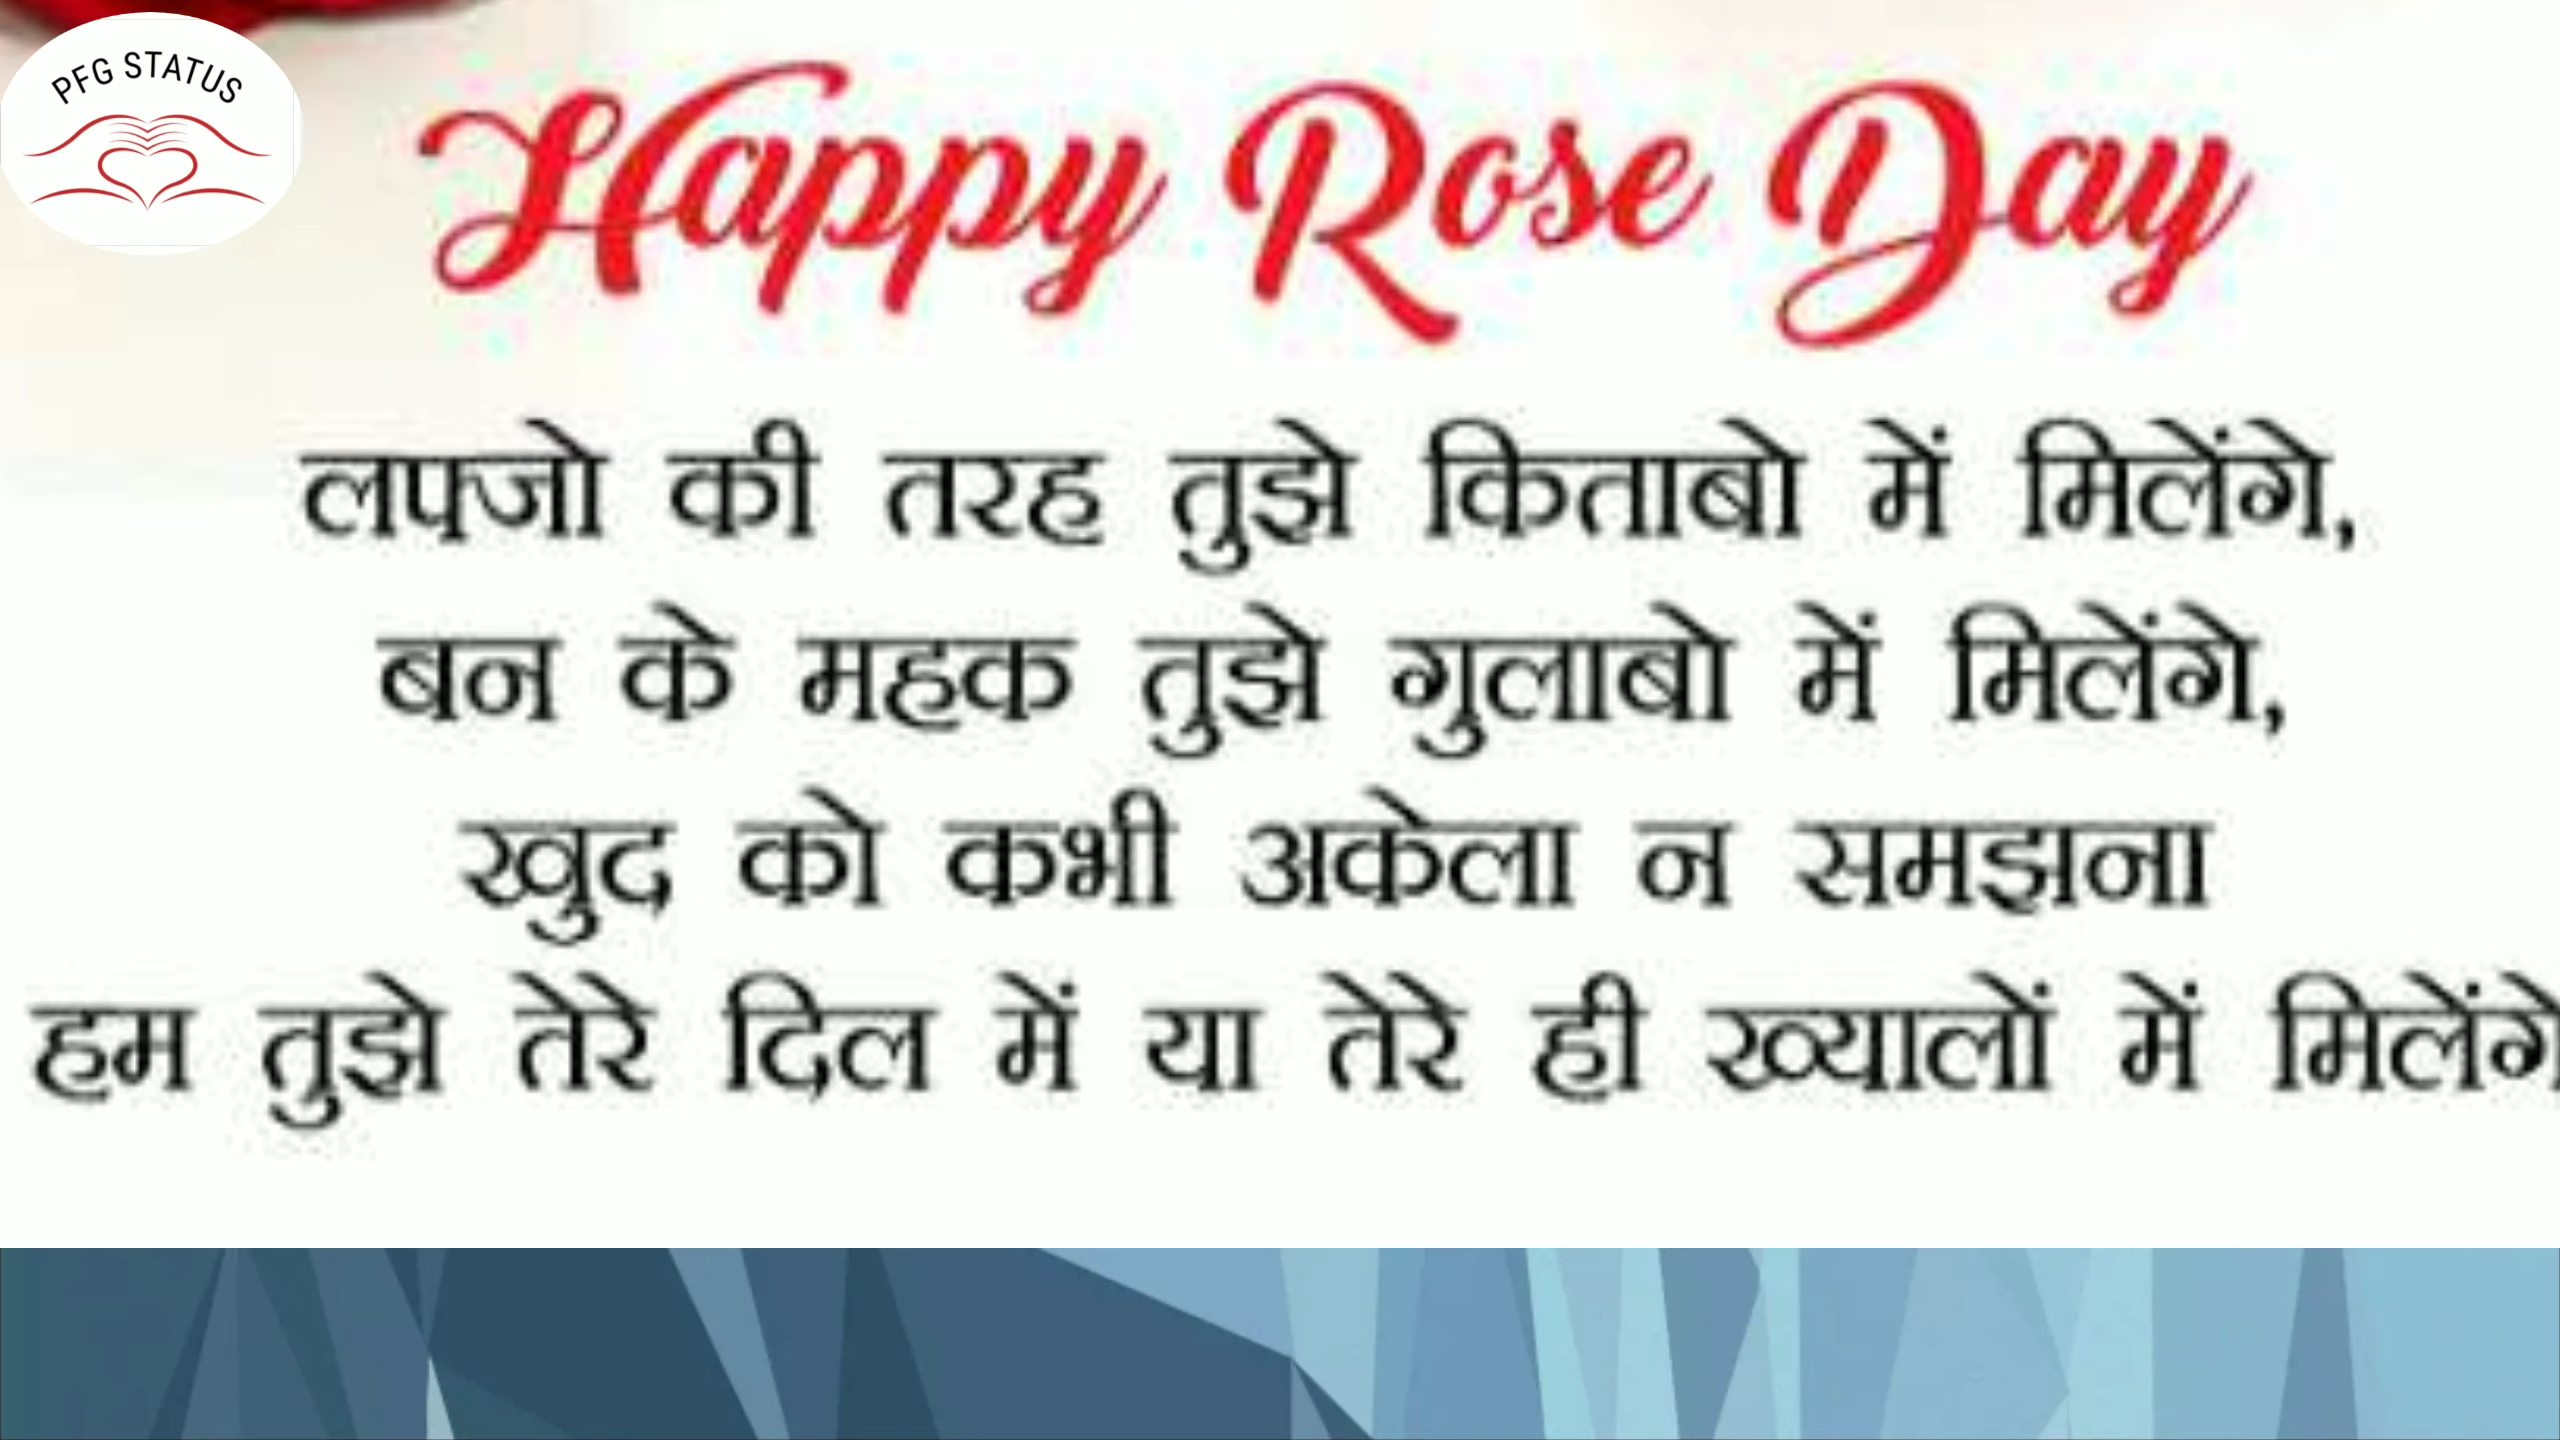 PFG STATUS
Happy Rose Day
लफ्जो की तरह तुझे किताबो में मिलेंगे,
बन के महक तुझे गुलाबो में मिलेंगे,
खुद को कभी अकेला न समझना
हम तुझे तेरे दिल में या तेरे ही ख्यालों में मिलेंगे